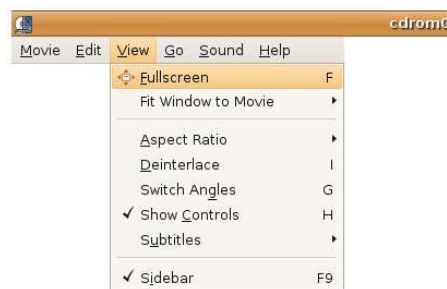 cdrom0
Movie Edit View Go Sound Help
Fullscreen F
Fit Window to Movie
Aspect Ratio
Deinterlace I
Switch Angles G
Show Controls H
Subtitles
Sidebar F9